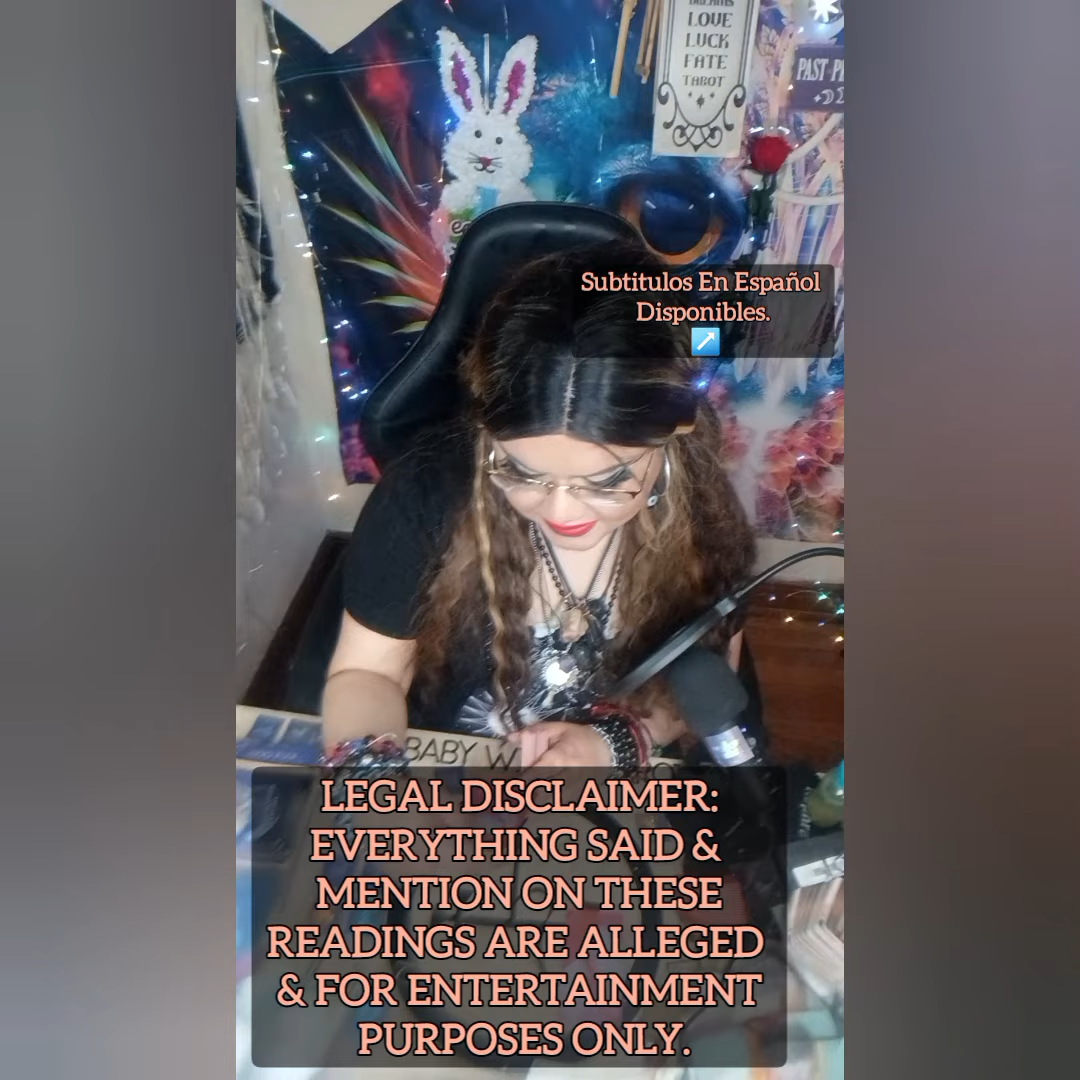 LOVE
LUCK
FATE
TAROT
PAST
Subtitulos En Español
Disponibles.
BABY W
LEGAL DISCLAIMER:
EVERYTHING SAID &
MENTION ON THESE
READINGS ARE ALLEGED
& FOR ENTERTAINMENT
PURPOSES ONLY.